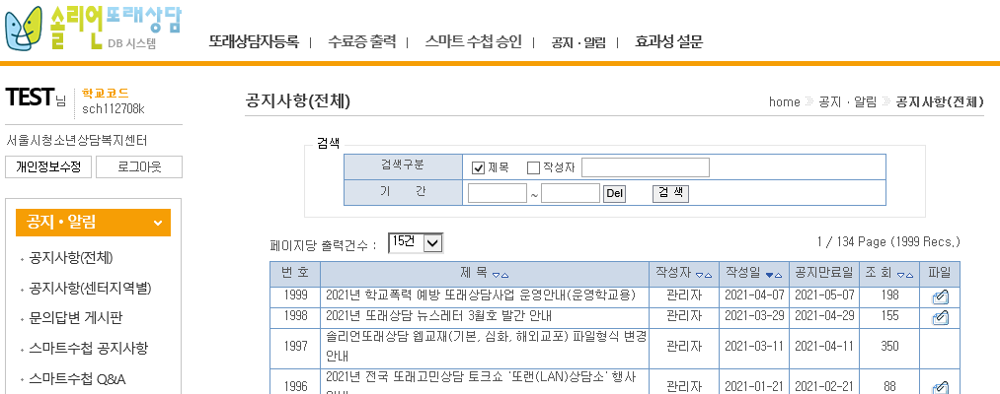 솔리언또래상담
DB 시스템
또래상담자등록 | 수료증 출력 | 스마트 수첩 승인 | 공지 · 알림 | 효과성 설문
TEST님
학교코드
sch112708k
서울시청소년상담복지센터
개인정보수정 로그아웃
공지 • 알림
공지사항(전체)
공지사항(센터지역별)
문의답변 게시판
스마트수첩 공지사항
스마트수첩 Q&A
공지사항(전체)
home 공지 · 알림 공지사항(전체)
검색
검색구분 제목 작성자
기 간 ~ Del 검 색
페이지당 출력건수 : 15건
1 / 134 Page (1999 Recs.)
번 호 제 목 ▽△ 작성자 ▽△ 작성일 ▼△ 공지만료일 조 회 ▽△ 파일
1999 2021년 학교폭력 예방 또래상담사업 운영안내(운영학교용) 관리자 2021-04-07 2021-05-07 198
1998 2021년 또래상담 뉴스레터 3월호 발간 안내 관리자 2021-03-29 2021-04-29 155
1997 솔리언또래상담 웹교재(기본, 심화, 해외교포) 파일형식 변경 안내 관리자 2021-03-11 2021-04-11 350
1996 2021년 전국 또래고민상담 토크쇼 '또랜(LAN)상담소' 행사 관리자 2021-01-21 2021-02-21 88